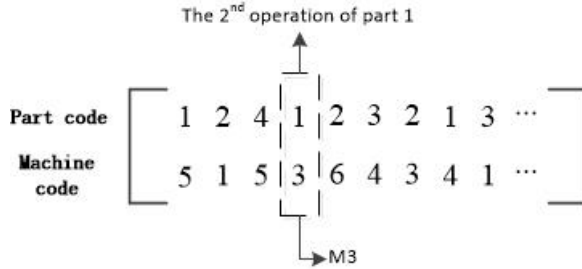 The 2nd operation of part 1
Part code 1 2 4 1 2 3 2 1 3 ...
Machine code 5 1 5 3 6 4 3 4 1 ...
M3